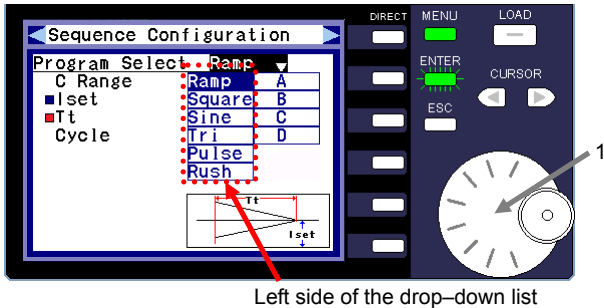 Sequence Configuration
Program Select Ramp
C Range
Iset
Tt
Cycle
Ramp A
Square B
Sine C
Tri D
Pulse
Rush
Tt
Iset
DIRECT
MENU
LOAD
ENTER
CURSOR
ESC
1
Left side of the drop–down list